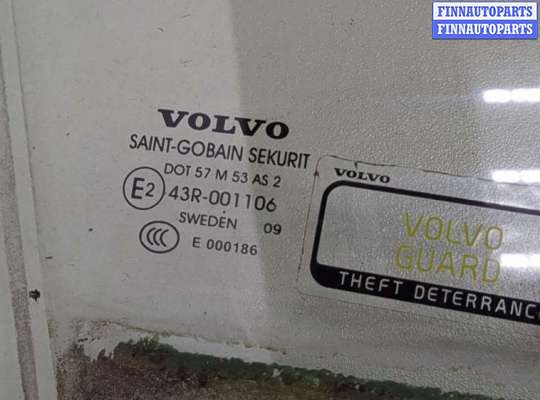 FINNAUTOPARTS
FINNAUTOPARTS
VOLVO
SAINT-GOBAIN SEKURIT
DOT 57 M 53 AS 2
E2 43R-001106
SWEDEN 09
CCC E 000186
VOLVO
VOLVO
GUARD
THEFT DETERRANC